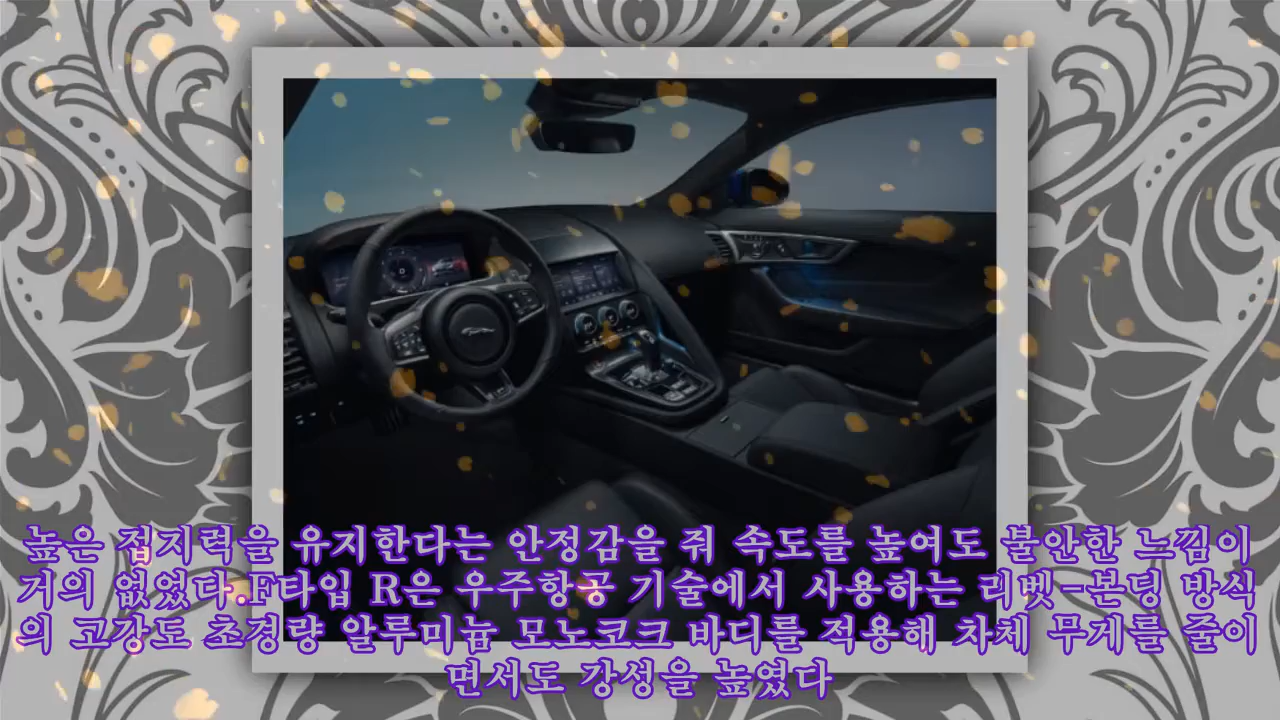 높은 접지력을 유지한다는 안정감을 줘 속도를 높여도 불안한 느낌이
거의 없었다.F타입 R은 우주항공 기술에서 사용하는 리벳-본딩 방식
의 고강도 초경량 알루미늄 모노코크 바디를 적용해 차체 무게를 줄이
면서도 강성을 높였다